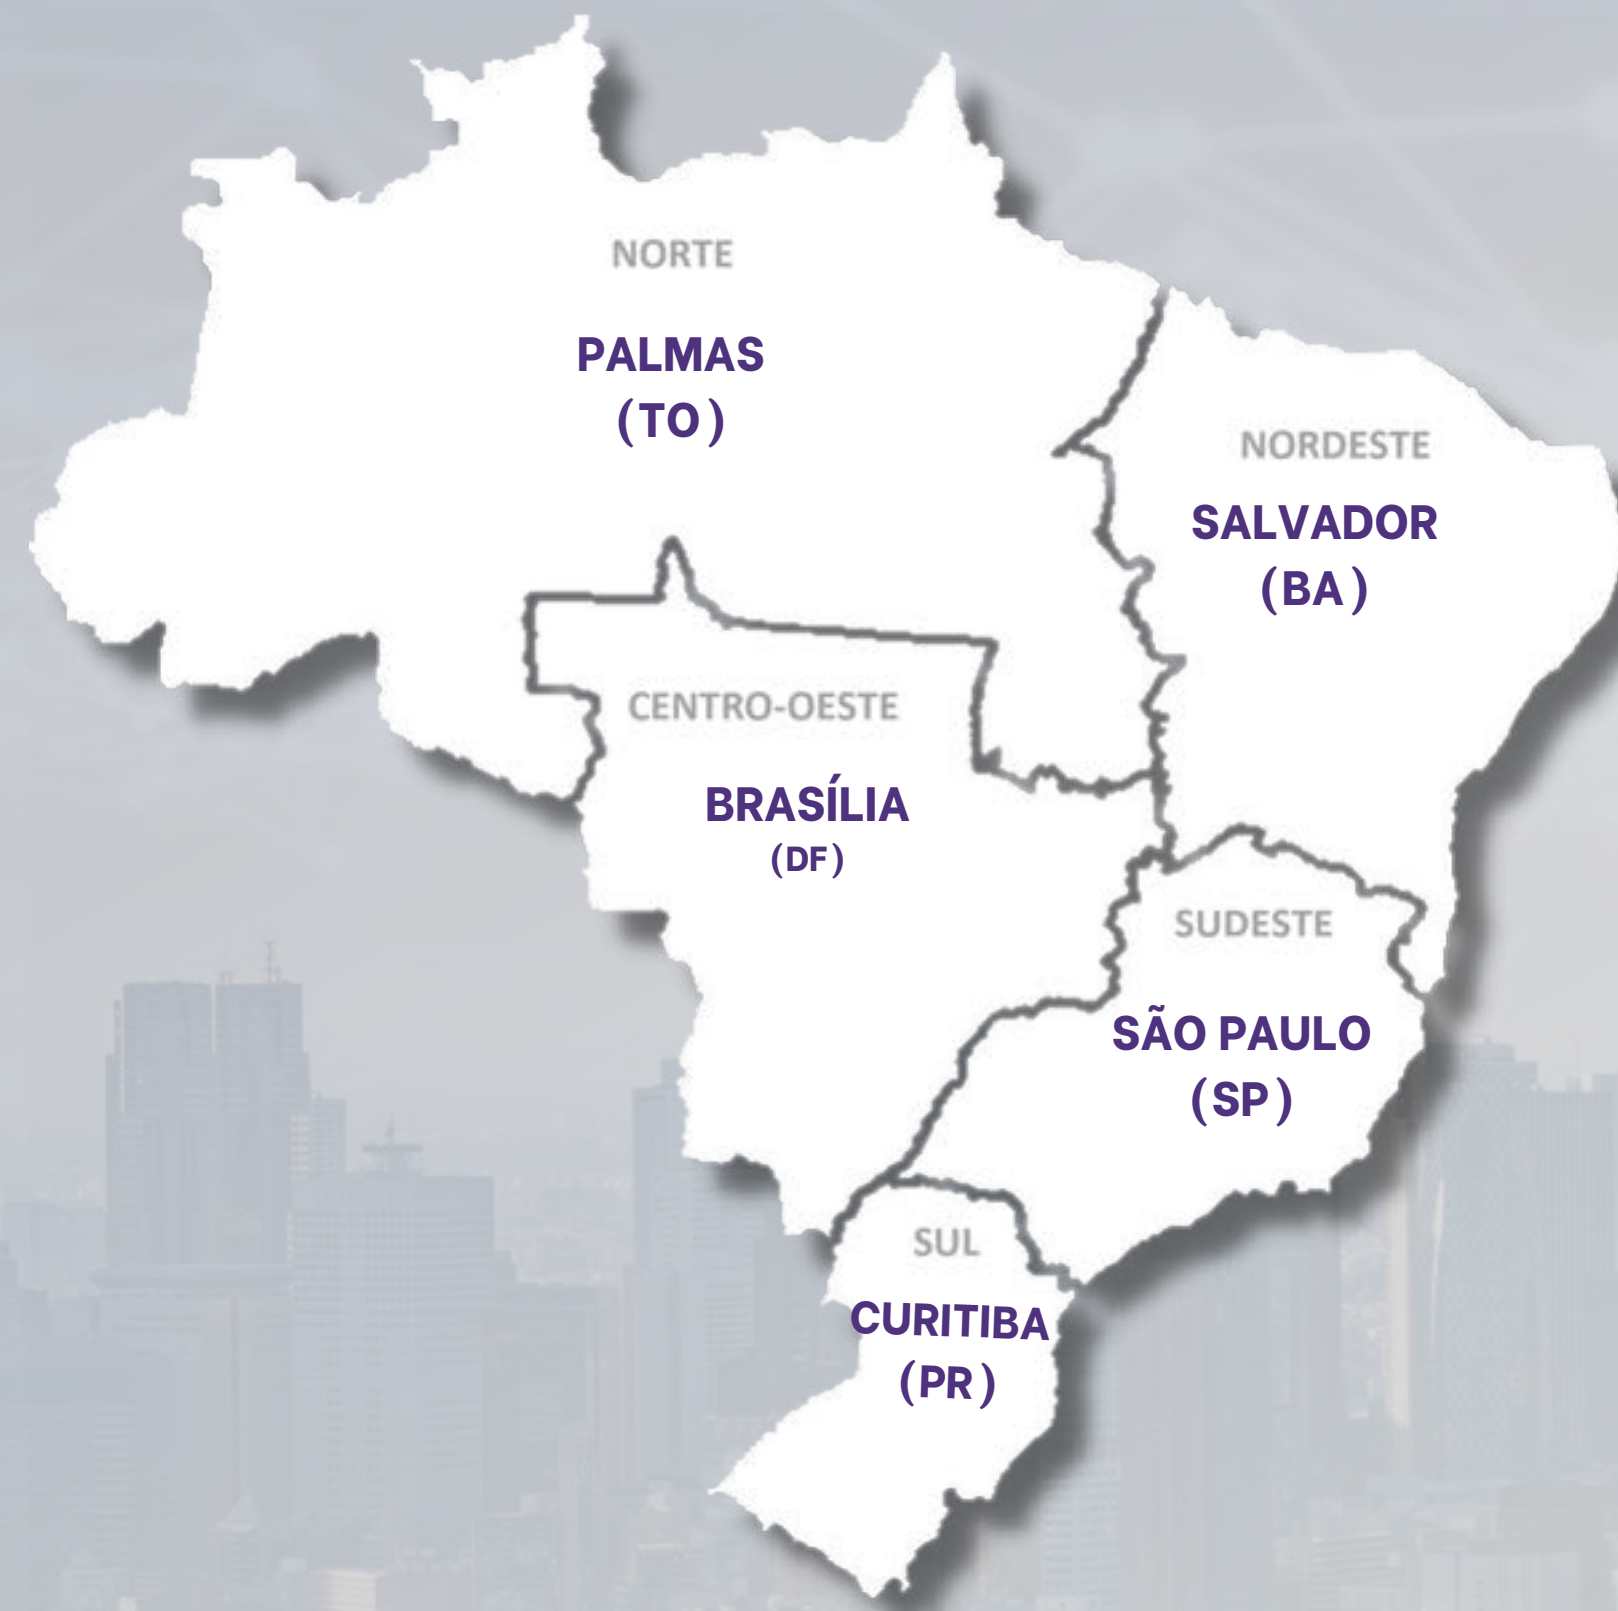 NORTE
PALMAS
(TO)
NORDESTE
SALVADOR
(BA)
CENTRO-OESTE
BRASÍLIA
(DF)
SUDESTE
SÃO PAULO
(SP)
SUL
CURITIBA
(PR)